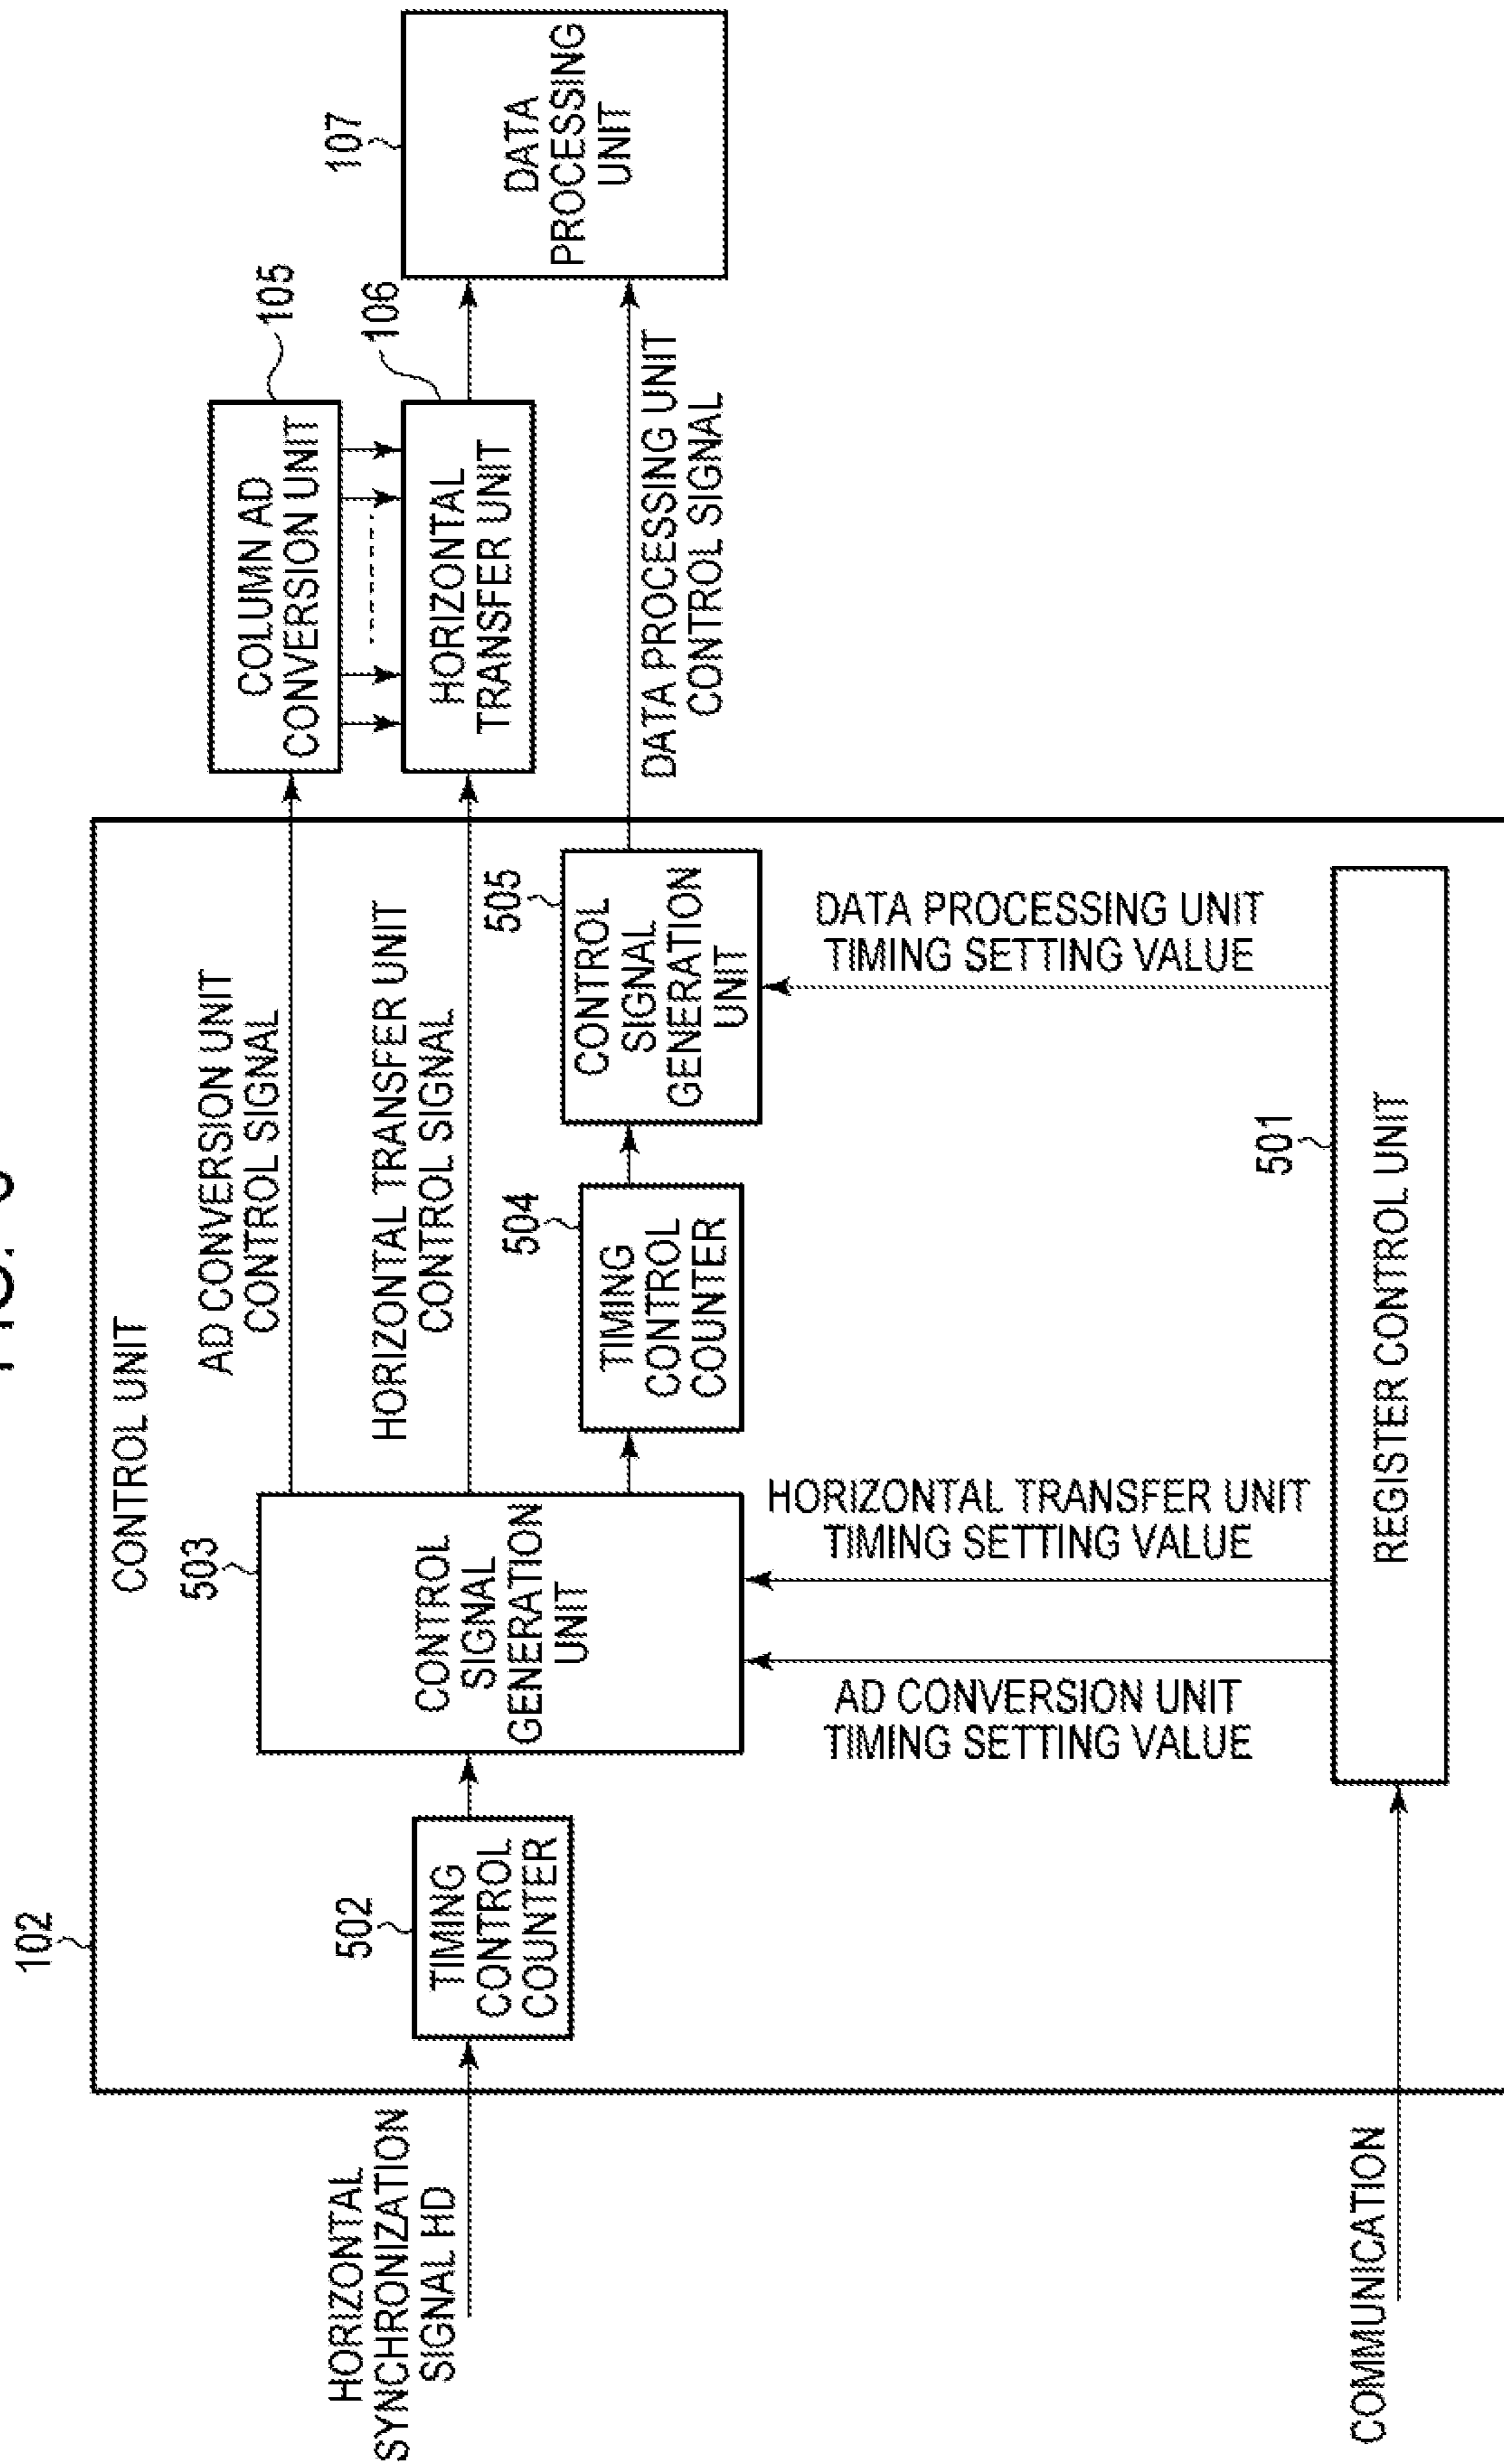 FIG.
102
CONTROL UNIT
HORIZONTAL
SYNCHRONIZATION
SIGNAL HD
502
TIMING
CONTROL
COUNTER
503
CONTROL
SIGNAL
GENERATION
UNIT
AD CONVERSION UNIT
CONTROL SIGNAL
HORIZONTAL TRANSFER UNIT
CONTROL SIGNAL
504
TIMING
CONTROL
COUNTER
505
CONTROL
SIGNAL
GENERATION
UNIT
COLUMN AD
CONVERSION UNIT
105
HORIZONTAL
TRANSFER UNIT
106
DATA PROCESSING UNIT
CONTROL SIGNAL
107
DATA
PROCESSING
UNIT
AD CONVERSION UNIT
TIMING SETTING VALUE
HORIZONTAL TRANSFER UNIT
TIMING SETTING VALUE
DATA PROCESSING UNIT
TIMING SETTING VALUE
501
REGISTER CONTROL UNIT
COMMUNICATION